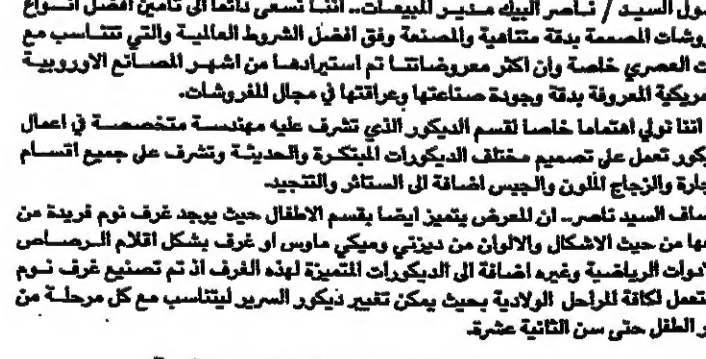 ول السيد / ناصر البيك مدير المبيعات.. اننا نسعى دائما الى تأمين افضل انواع
روشات المصممة بدقة متناهية والمصنعة وفق افضل الشروط العالمية والتي تتناسب مع
ت العصري خاصة وان اكثر معروضاتنا تم استيرادها من اشهر المصانع الاوروبية
مريكية المعروفة بدقة وجودة صناعتها وعراقتها في مجال المفروشات.
اننا نولي اهتماما خاصا لقسم الديكور الذي تشرف عليه مهندسة متخصصة في اعمال
يكور تعمل على تصميم مختلف الديكورات المبتكرة والحديثة وتشرف على جميع اقسام
جارة والزجاج الملون والجبس اضافة الى الستائر والتنجيد.
ساف السيد ناصر.. ان المعرض يتميز ايضا بقسم الاطفال حيث يوجد غرف نوم فريدة من
عها من حيث الاشكال والالوان من ديزني وميكي ماوس او غرف بشكل اقلام الرصاص
لادوات الرياضية وغيره اضافة الى الديكورات المتميزة لهذه الغرف اذ تم تصنيع غرف نوم
ستعمل لكافة المراحل الولادية بحيث يمكن تغيير ديكور السرير ليتناسب مع كل مرحلة من
ر الطفل حتى سن الثانية عشرة.